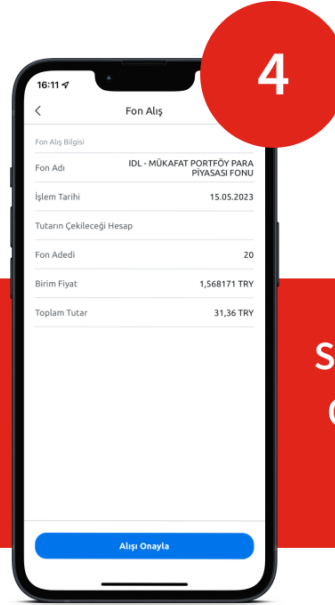 4
16:11
Fon Alış
Fon Alış Bilgisi
Fon Adı
IDL - MÜKAFAT PORTFÖY PARA
PİYASASI FONU
İşlem Tarihi
15.05.2023
Tutarın Çekileceği Hesap
Fon Adedi
20
Birim Fiyat
1,568171 TRY
Toplam Tutar
31,36 TRY
Alışı Onayla